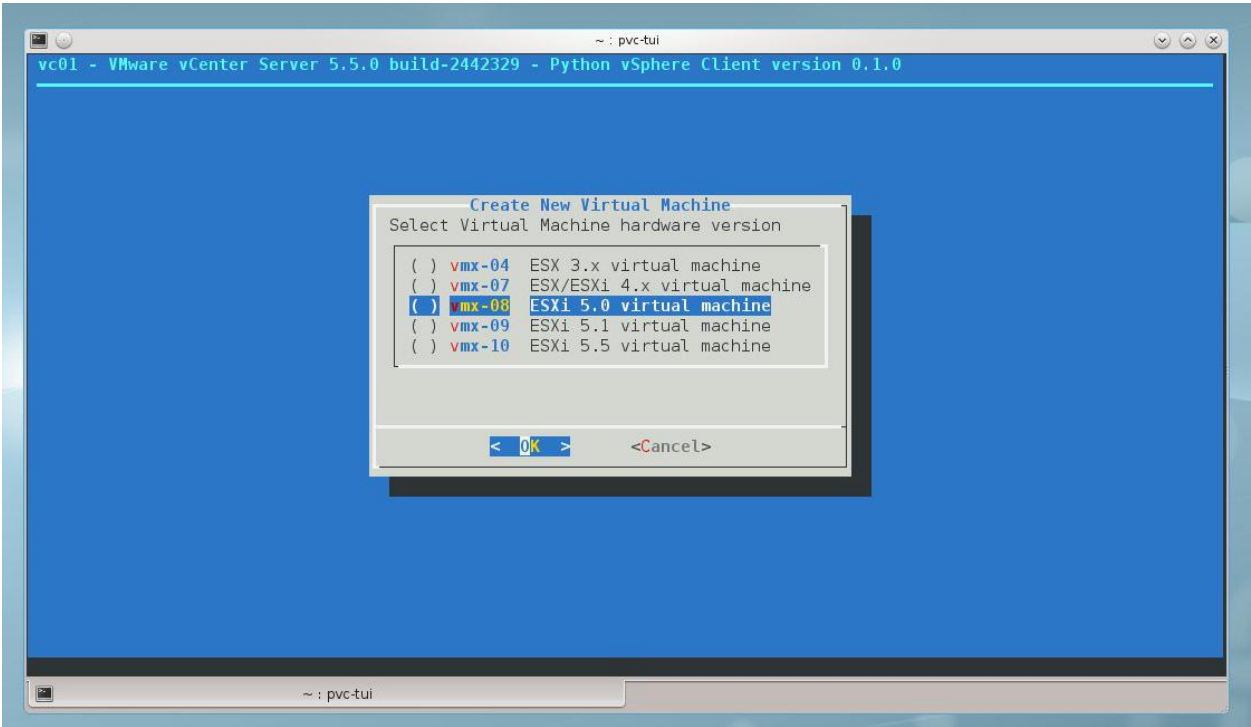 ~ : pvc-tui
vc01 - VMware vCenter Server 5.5.0 build-2442329 - Python vSphere Client version 0.1.0
Create New Virtual Machine
Select Virtual Machine hardware version
( ) vmx-04 ESX 3.x virtual machine
( ) vmx-07 ESX/ESXi 4.x virtual machine
( ) vmx-08 ESXi 5.0 virtual machine
( ) vmx-09 ESXi 5.1 virtual machine
( ) vmx-10 ESXi 5.5 virtual machine
< OK > <Cancel>
~ : pvc-tui